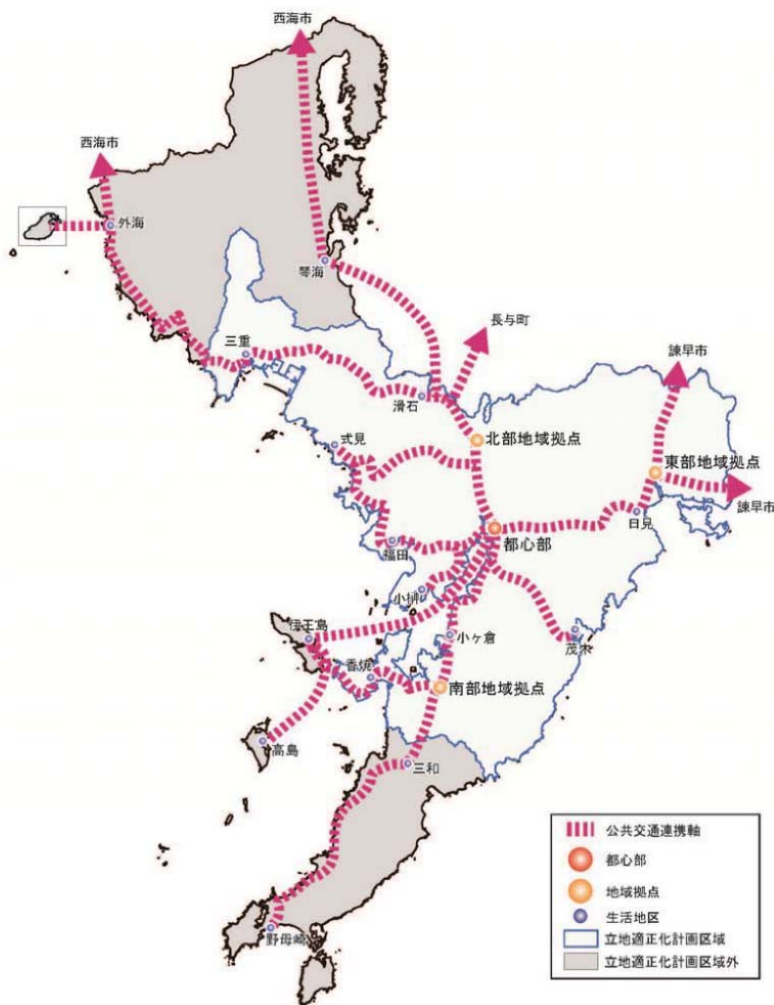 西海市
西海市
外海
琴海
長与町
三重
諫早市
滑石
式見
北部地域拠点
東部地域拠点
諫早市
日見
都心部
福田
小榊
伊王島
小ヶ倉
茂木
香焼
南部地域拠点
高島
三和
野母崎
公共交通連携軸
都心部
地域拠点
生活地区
立地適正化計画区域
立地適正化計画区域外